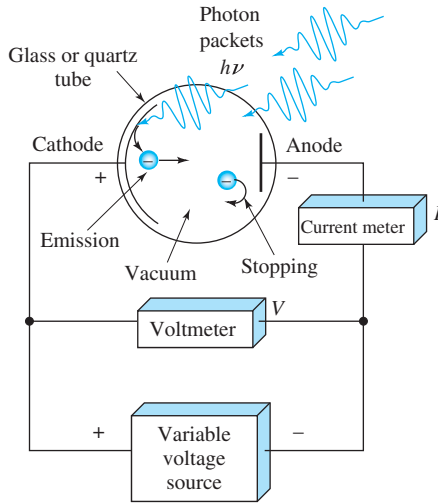 Photon
packets
hν
Glass or quartz
tube
Cathode
Anode
+
−
−
−
I
Current meter
Emission
Vacuum
Stopping
V
Voltmeter
+
−
Variable
voltage
source